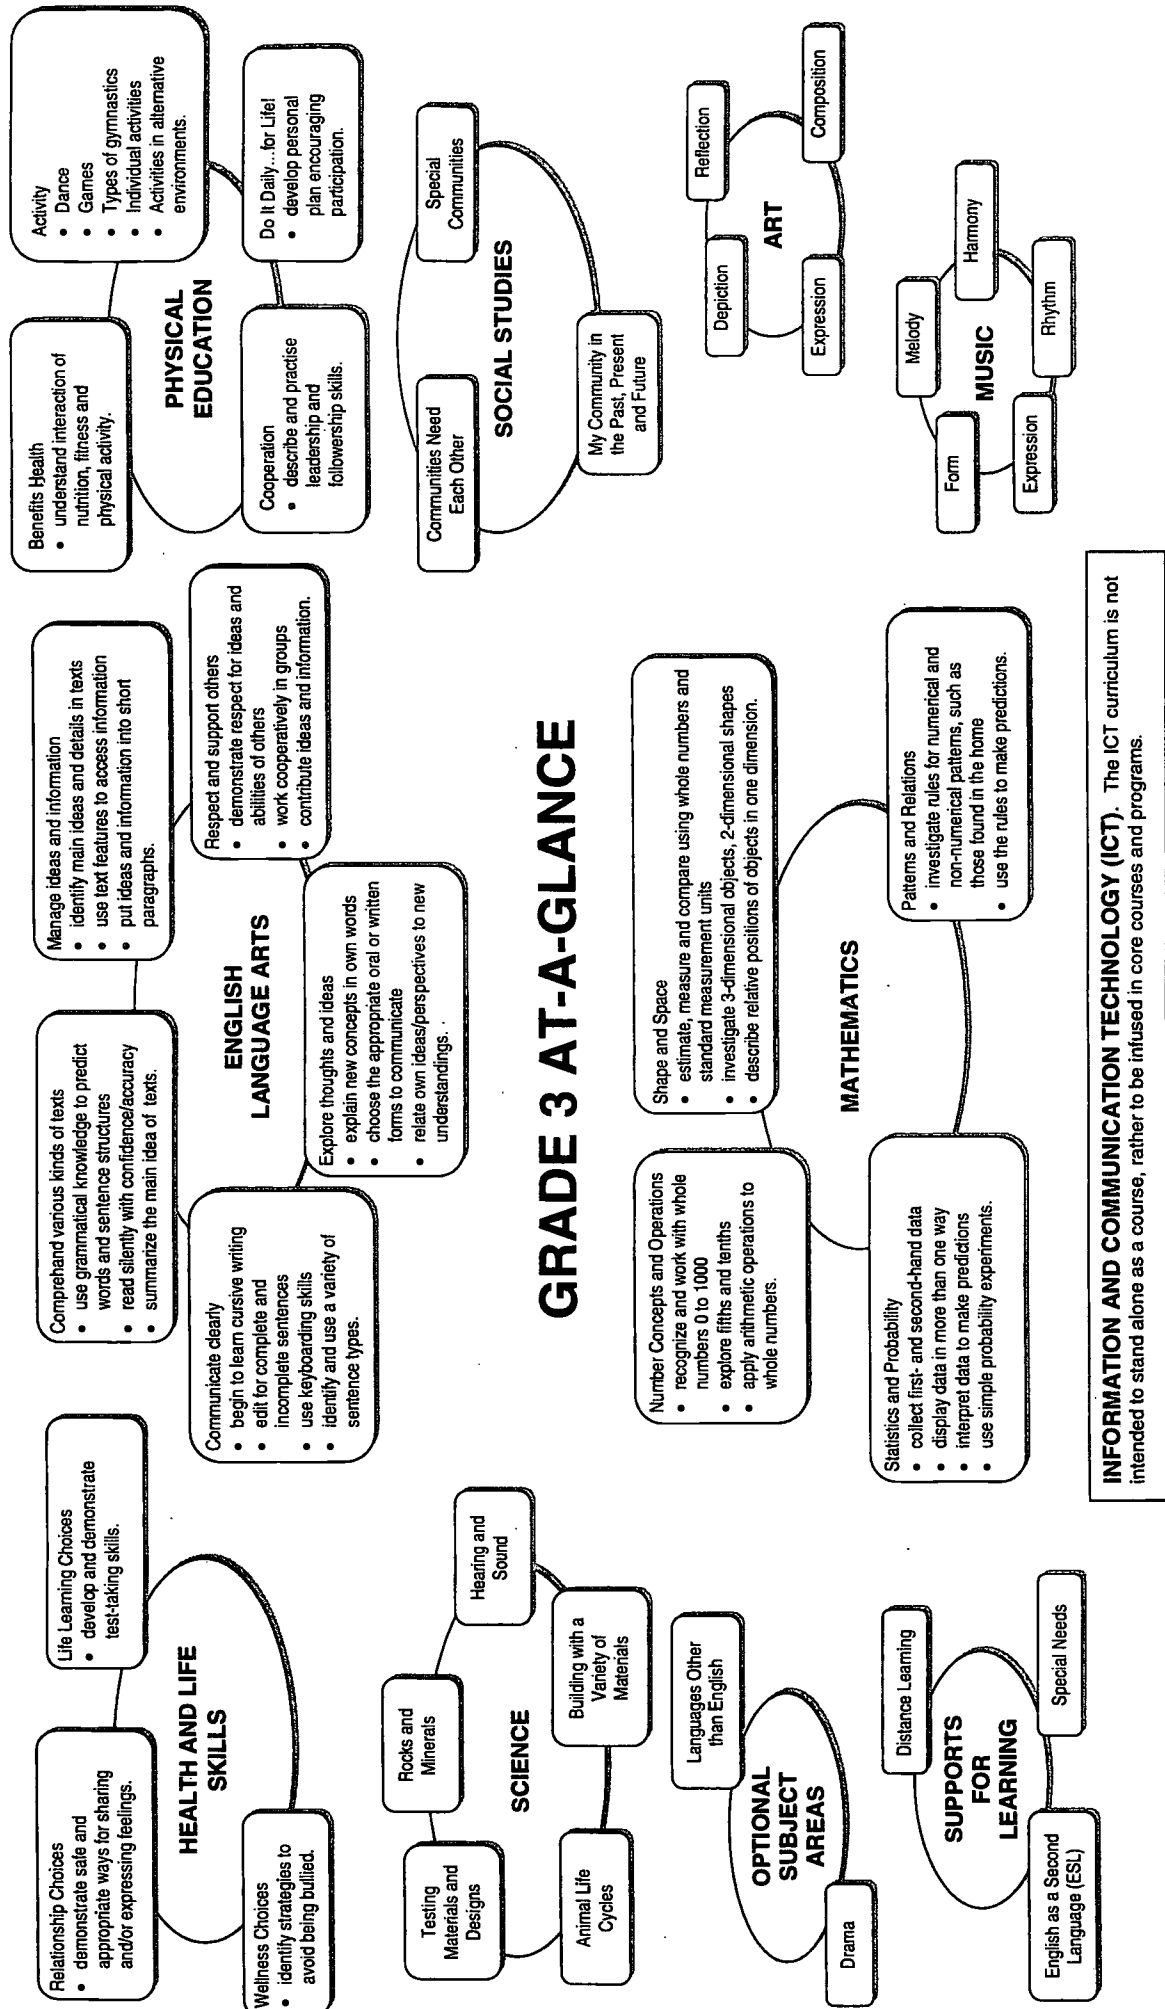 GRADE 3 AT-A-GLANCE
HEALTH AND LIFE
SKILLS
Relationship Choices
• demonstrate safe and
appropriate ways for sharing
and/or expressing feelings.
Life Learning Choices
• develop and demonstrate
test-taking skills.
Wellness Choices
• identify strategies to
avoid being bullied.
ENGLISH
LANGUAGE ARTS
Comprehend various kinds of texts
• use grammatical knowledge to predict
words and sentence structures
• read silently with confidence/accuracy
• summarize the main idea of texts.
Manage ideas and information
• identify main ideas and details in texts
• use text features to access information
• put ideas and information into short
paragraphs.
Communicate clearly
• begin to learn cursive writing
• edit for complete and
incomplete sentences
• use keyboarding skills
• identify and use a variety of
sentence types.
Explore thoughts and ideas
• explain new concepts in own words
• choose the appropriate oral or written
forms to communicate
• relate own ideas/perspectives to new
understandings.
Respect and support others
• demonstrate respect for ideas and
abilities of others
• work cooperatively in groups
• contribute ideas and information.
PHYSICAL
EDUCATION
Benefits Health
• understand interaction of
nutrition, fitness and
physical activity.
Activity
• Dance
• Games
• Types of gymnastics
• Individual activities
• Activities in alternative
environments.
Cooperation
• describe and practise
leadership and
followership skills.
Do It Daily...for Life!
• develop personal
plan encouraging
participation.
SCIENCE
Rocks and
Minerals
Testing
Materials and
Designs
Hearing and
Sound
Animal Life
Cycles
Building with a
Variety of
Materials
SOCIAL STUDIES
Communities Need
Each Other
Special
Communities
My Community in
the Past, Present
and Future
MATHEMATICS
Number Concepts and Operations
• recognize and work with whole
numbers 0 to 1000
• explore fifths and tenths
• apply arithmetic operations to
whole numbers.
Shape and Space
• estimate, measure and compare using whole numbers and
standard measurement units
• investigate 3-dimensional objects, 2-dimensional shapes
• describe relative positions of objects in one dimension.
Statistics and Probability
• collect first- and second-hand data
• display data in more than one way
• interpret data to make predictions
• use simple probability experiments.
Patterns and Relations
• investigate rules for numerical and
non-numerical patterns, such as
those found in the home
• use the rules to make predictions.
OPTIONAL
SUBJECT
AREAS
Languages Other
than English
Drama
ART
Depiction
Reflection
Expression
Composition
SUPPORTS
FOR
LEARNING
Distance Learning
English as a Second
Language (ESL)
Special Needs
MUSIC
Form
Melody
Harmony
Expression
Rhythm
INFORMATION AND COMMUNICATION TECHNOLOGY (ICT). The ICT curriculum is not
intended to stand alone as a course, rather to be infused in core courses and programs.